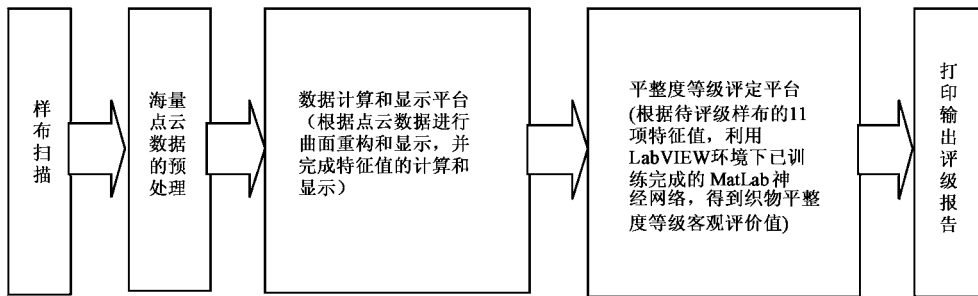 样布扫描
海量
点云
数据
的预
处理
数据计算和显示平台
（根据点云数据进行
曲面重构和显示，并
完成特征值的计算和
显示）
平整度等级评定平台
(根据待评级样布的11
项特征值，利用
LabVIEW环境下已训
练完成的 MatLab 神
经网络，得到织物平整
度等级客观评价值)
打印输出评级报告